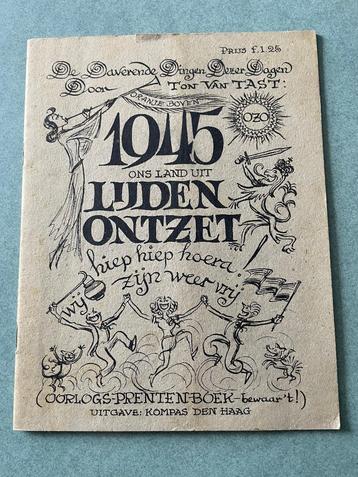 Prijs f. 1.25
De Daverende Dingen Dezer Dagen
Door Ton van Tast:
Oranje Boven
1945
OZO
ONS LAND UIT
LIJDEN
ONTZET
hiep hiep hoera
wij zijn weer vrij
(OORLOGS-PRENTEN-BOEK-bewaar 't!)
UITGAVE: KOMPAS DEN HAAG